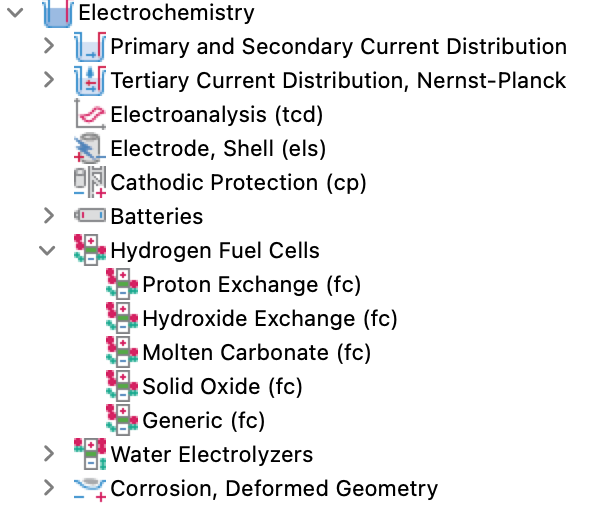 Electrochemistry
Primary and Secondary Current Distribution
Tertiary Current Distribution, Nernst-Planck
Electroanalysis (tcd)
Electrode, Shell (els)
Cathodic Protection (cp)
Batteries
Hydrogen Fuel Cells
Proton Exchange (fc)
Hydroxide Exchange (fc)
Molten Carbonate (fc)
Solid Oxide (fc)
Generic (fc)
Water Electrolyzers
Corrosion, Deformed Geometry